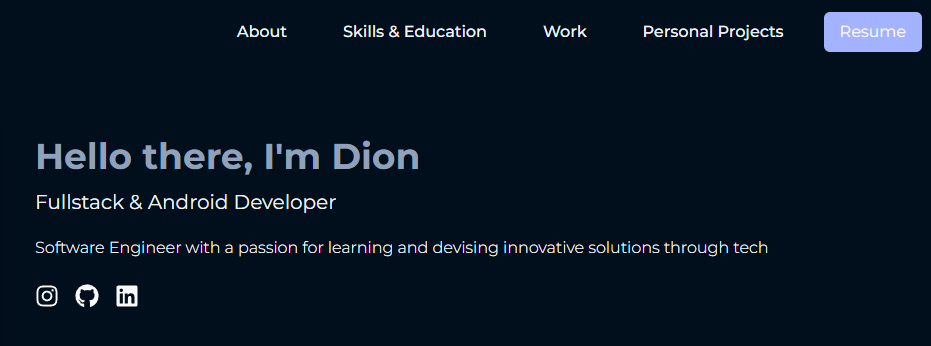 About Skills & Education Work Personal Projects Resume
Hello there, I'm Dion
Fullstack & Android Developer
Software Engineer with a passion for learning and devising innovative solutions through tech